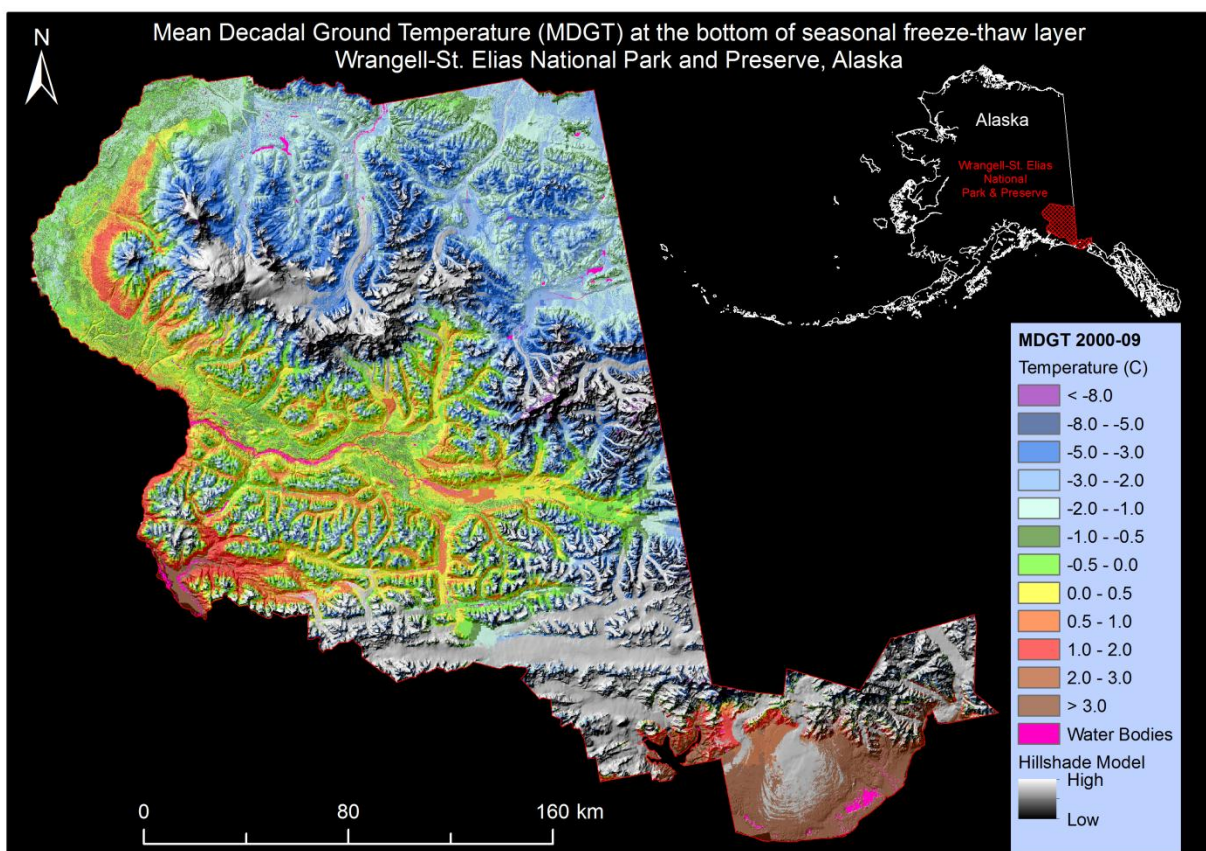 Mean Decadal Ground Temperature (MDGT) at the bottom of seasonal freeze-thaw layer
Wrangell-St. Elias National Park and Preserve, Alaska
N
Alaska
Wrangell-St. Elias
National
Park & Preserve
MDGT 2000-09
Temperature (C)
< -8.0
-8.0 - -5.0
-5.0 - -3.0
-3.0 - -2.0
-2.0 - -1.0
-1.0 - -0.5
-0.5 - 0.0
0.0 - 0.5
0.5 - 1.0
1.0 - 2.0
2.0 - 3.0
> 3.0
Water Bodies
Hillshade Model
High
Low
0 80 160 km